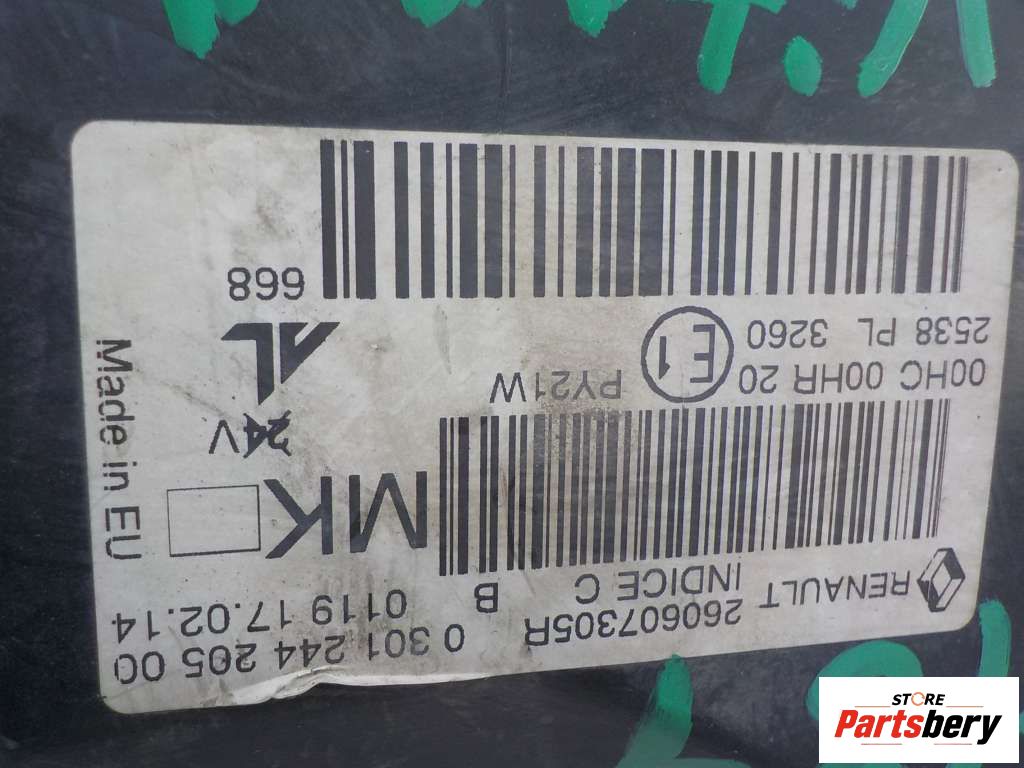 RENAULT
260607305R
INDICE C
B
0 301 244 205 00
0119 17.02.14
MK
24V
PY21W
AL
00HC 00HR 20
2538 PL 3260
E1
668
Made in EU
STORE
Partsbery